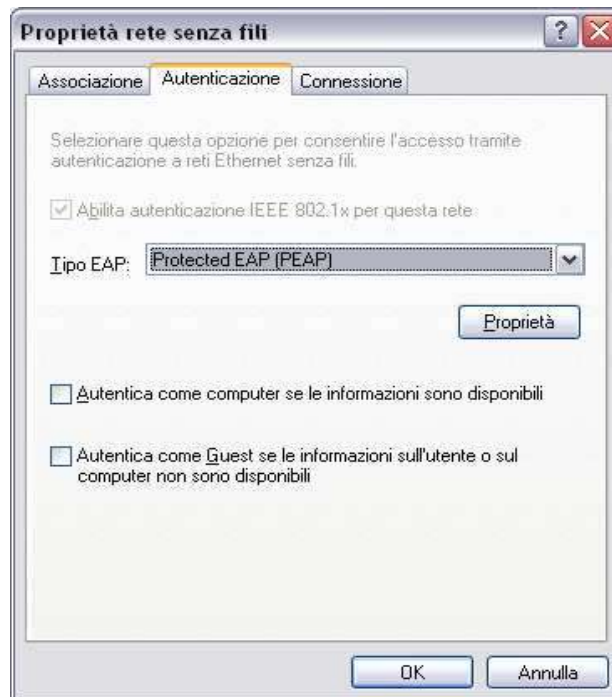 Proprietà rete senza fili
Associazione Autenticazione Connessione
Selezionare questa opzione per consentire l'accesso tramite
autenticazione a reti Ethernet senza fili.
Abilita autenticazione IEEE 802.1x per questa rete
Tipo EAP: Protected EAP (PEAP)
Proprietà
Autentica come computer se le informazioni sono disponibili
Autentica come Guest se le informazioni sull'utente o sul
computer non sono disponibili
OK Annulla